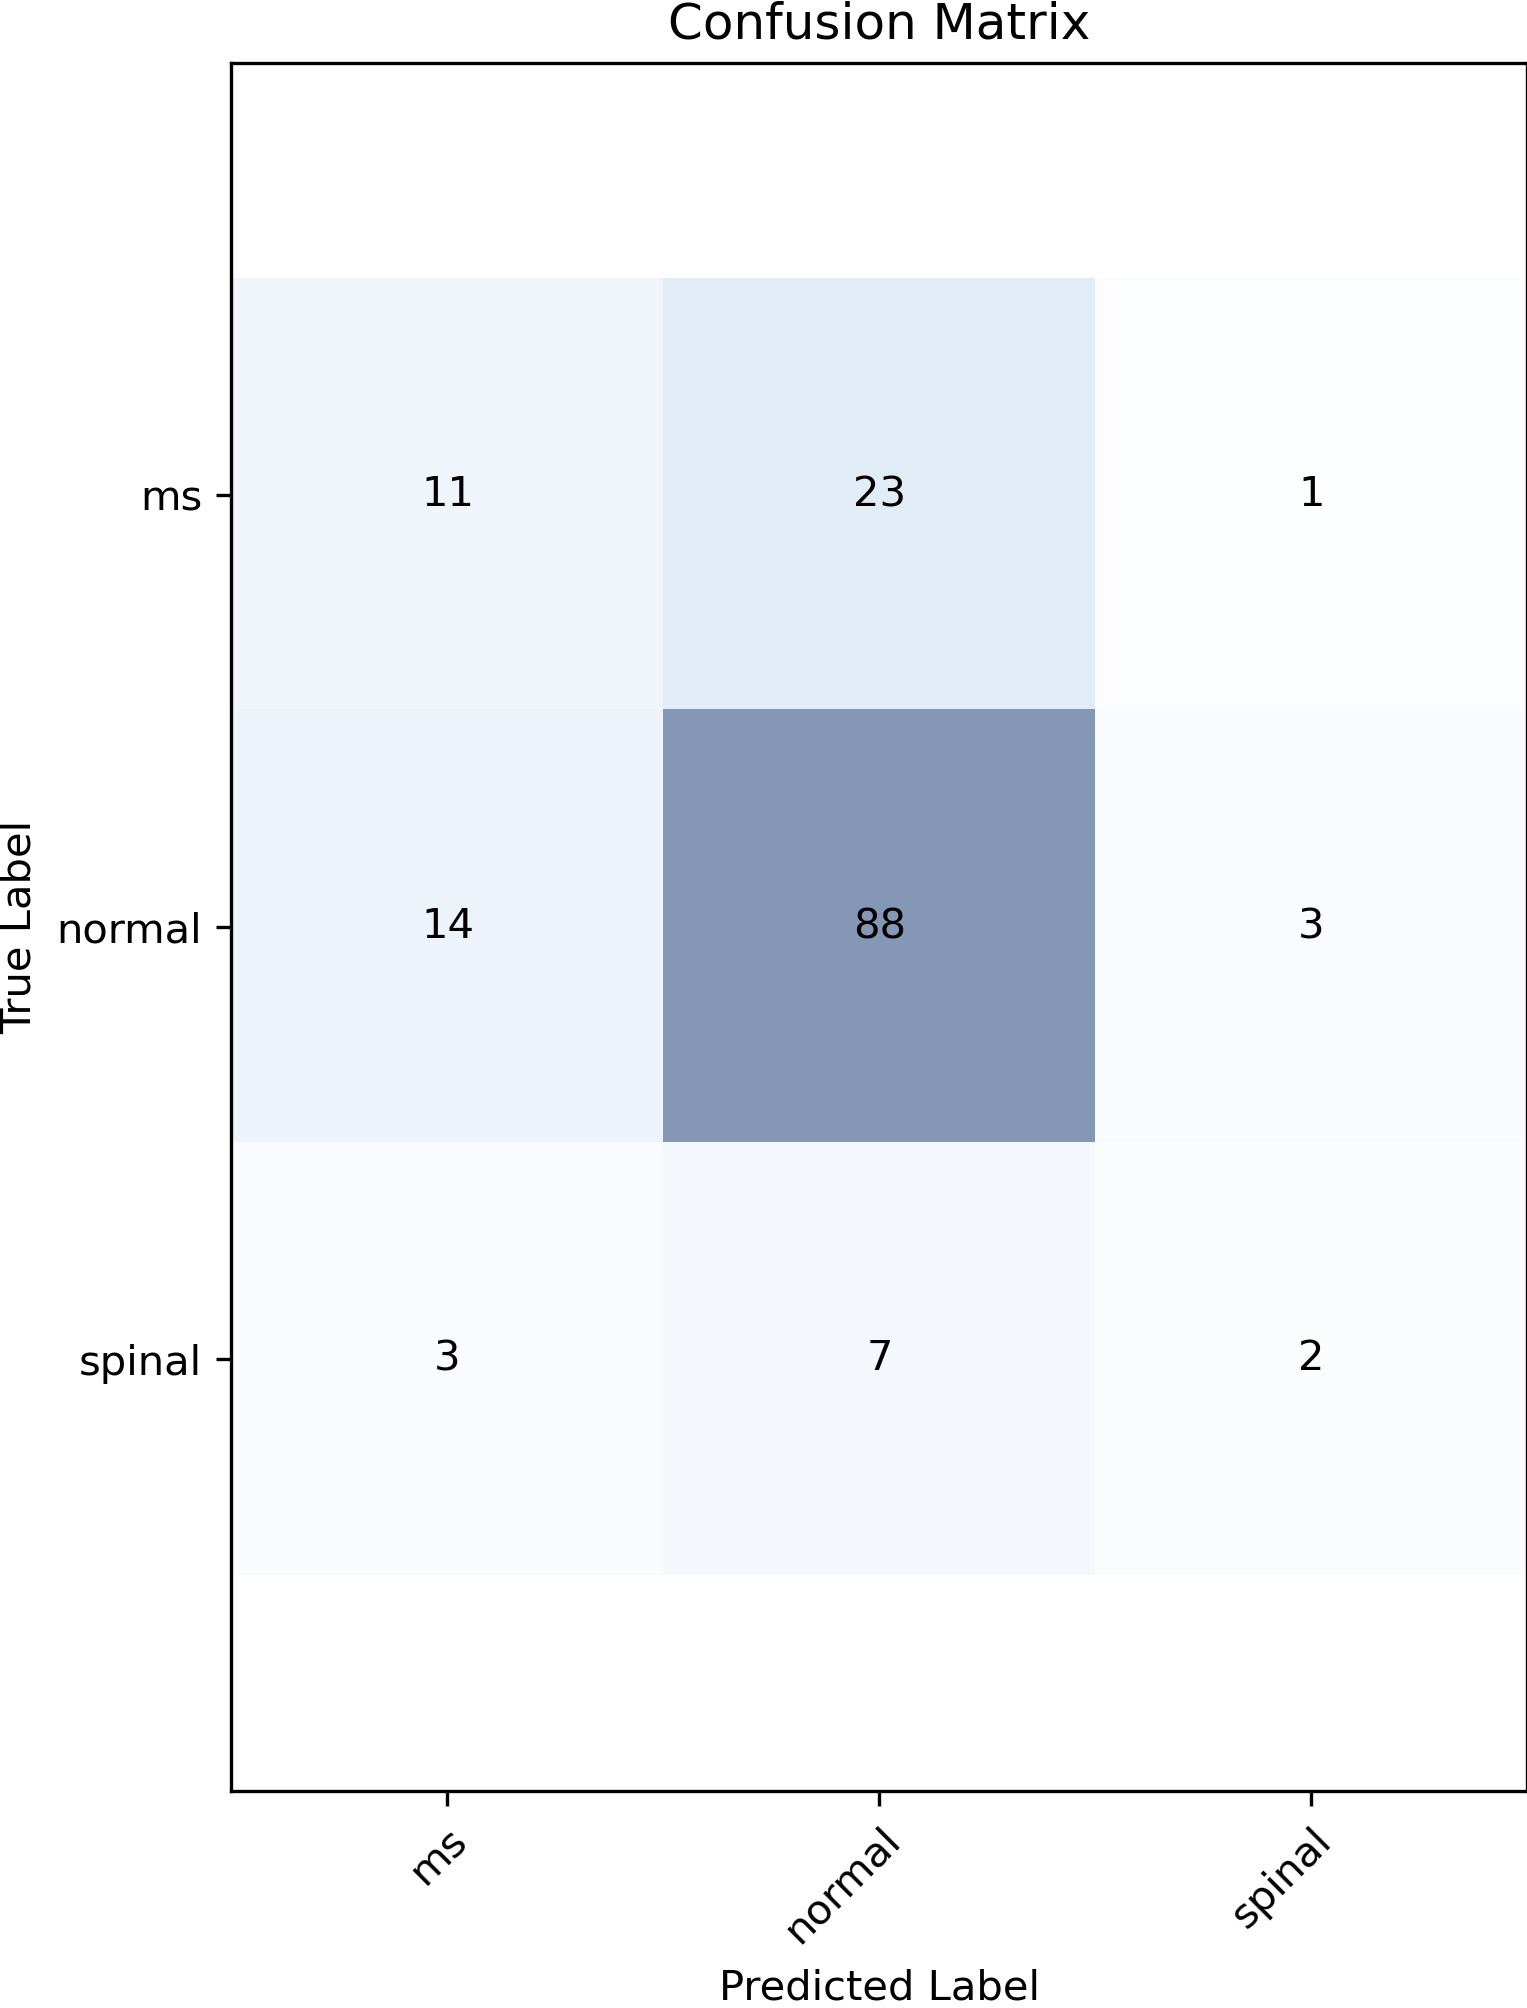 Confusion Matrix
True Label
ms
11 23 1
normal
14 88 3
spinal
3 7 2
ms
normal
spinal
Predicted Label